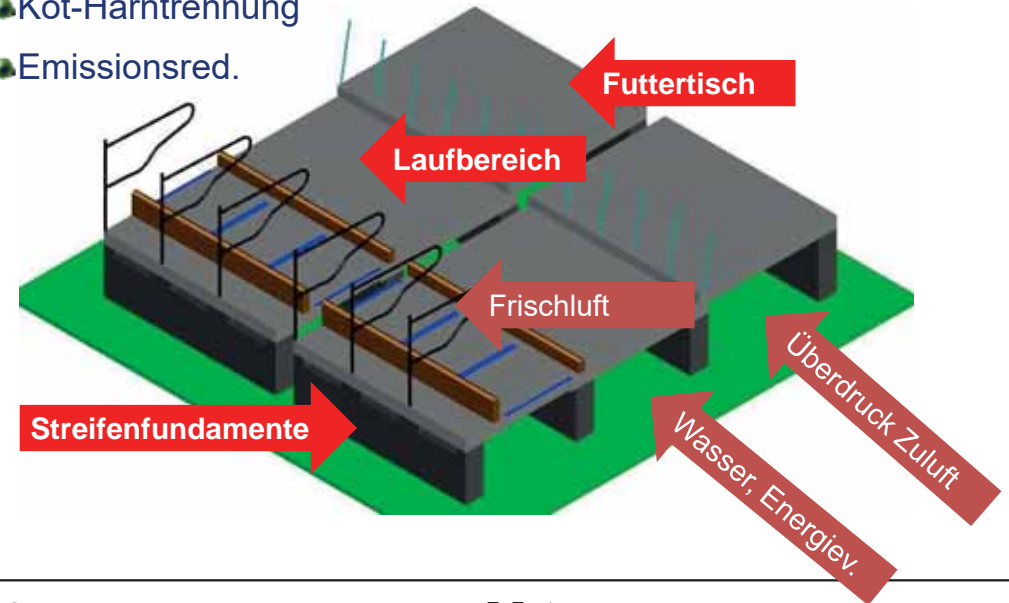 Kot-Harntrennung
Emissionsred.
Futtertisch
Laufbereich
Frischluft
Streifenfundamente
Überdruck Zuluft
Wasser, Energiev.